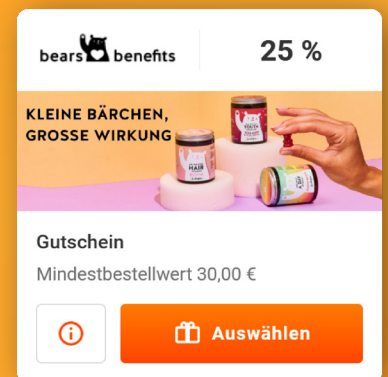 bears benefits
25 %
KLEINE BÄRCHEN,
GROSSE WIRKUNG
HAIR
Gutschein
Mindestbestellwert 30,00 €
Auswählen